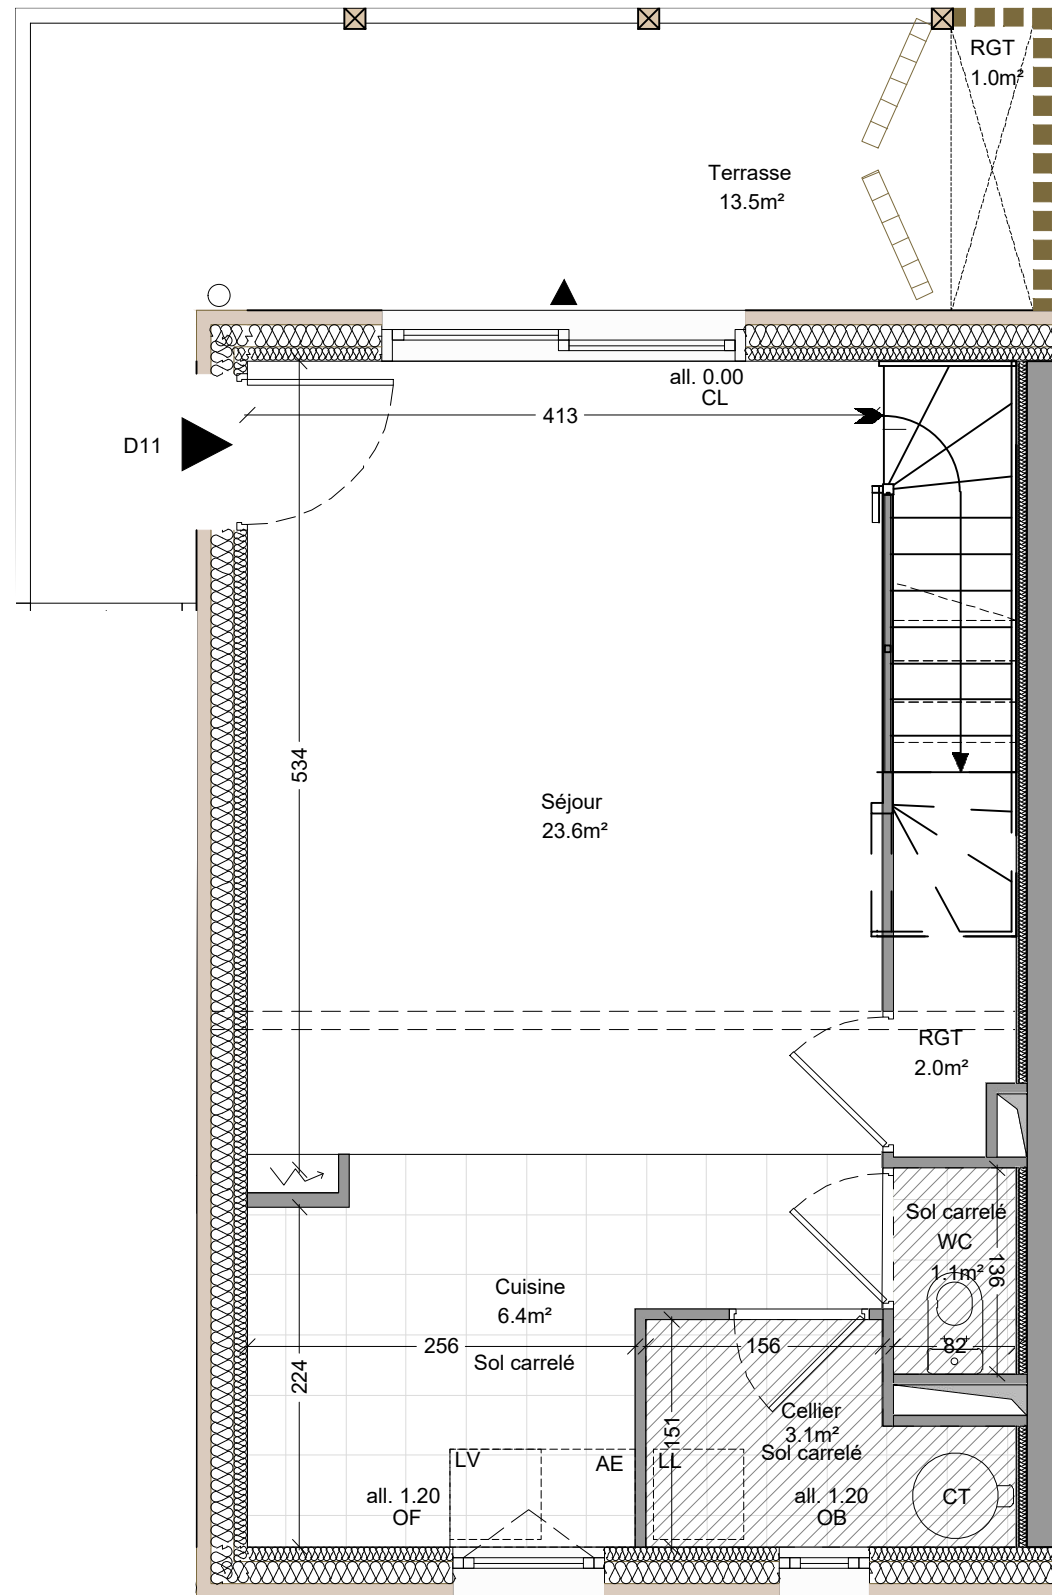 RGT
1.0m²
Terrasse
13.5m²
all. 0.00
CL
413
D11
534
Séjour
23.6m²
RGT
2.0m²
Sol carrelé
WC
1.1m²
136
Cuisine
6.4m²
256
156
82
Sol carrelé
224
Cellier
3.1m²
Sol carrelé
151
LV
AE
LL
all. 1.20
OF
all. 1.20
OB
CT